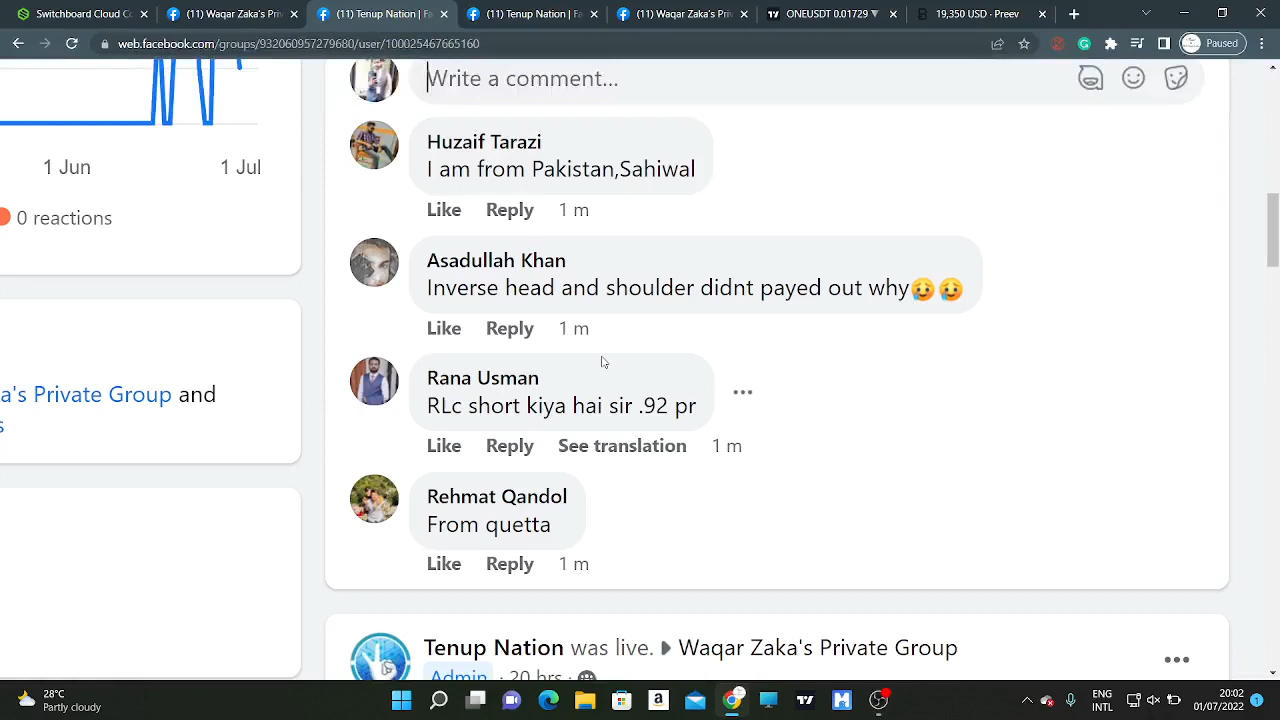 Switchboard Cloud Co
(11) Waqar Zaka's Priva
(11) Tenup Nation | Fa
(11) Tenup Nation | Fa
(11) Waqar Zaka's Priva
ONEUSDT 0.01729 ▼
19,350 USD - Preev
web.facebook.com/groups/932060957279680/user/100025467665160
Paused
Write a comment...
1 Jun
1 Jul
0 reactions
a's Private Group and
s
Huzaif Tarazi
I am from Pakistan,Sahiwal
Like Reply 1 m
Asadullah Khan
Inverse head and shoulder didnt payed out why🥲🥲
Like Reply 1 m
Rana Usman
RLc short kiya hai sir .92 pr
Like Reply See translation 1 m
Rehmat Qandol
From quetta
Like Reply 1 m
Tenup Nation was live. ▸ Waqar Zaka's Private Group
Admin · 20 hrs ·
28°C
Partly cloudy
ENG
INTL
20:02
01/07/2022